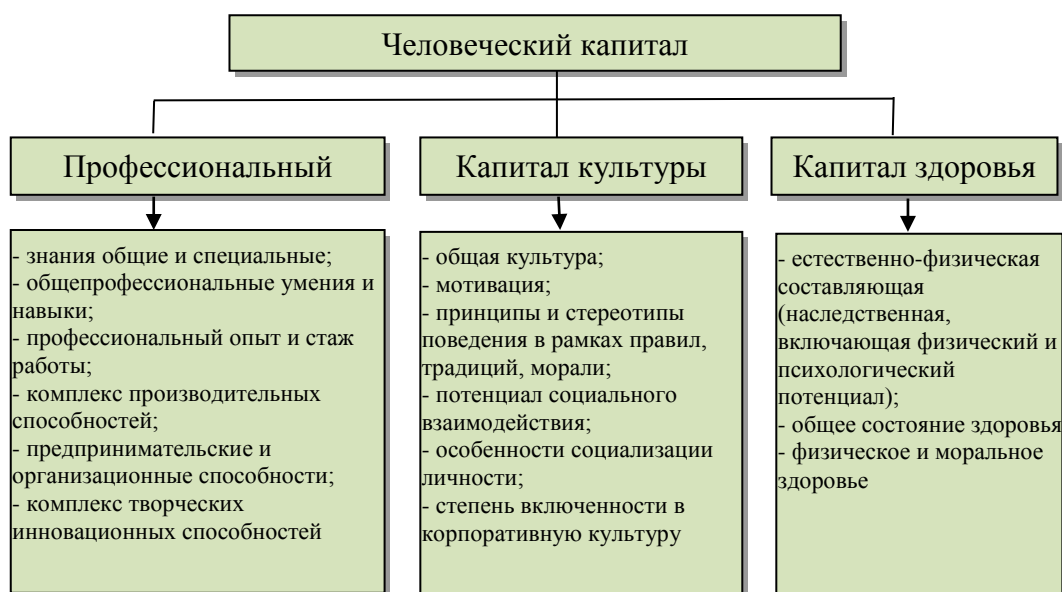 Человеческий капитал
Профессиональный
- знания общие и специальные;
- общепрофессиональные умения и
навыки;
- профессиональный опыт и стаж
работы;
- комплекс производительных
способностей;
- предпринимательские и
организационные способности;
- комплекс творческих
инновационных способностей
Капитал культуры
- общая культура;
- мотивация;
- принципы и стереотипы
поведения в рамках правил,
традиций, морали;
- потенциал социального
взаимодействия;
- особенности социализации
личности;
- степень включенности в
корпоративную культуру
Капитал здоровья
- естественно-физическая
составляющая
(наследственная,
включающая физический и
психологический
потенциал);
- общее состояние здоровья
- физическое и моральное
здоровье